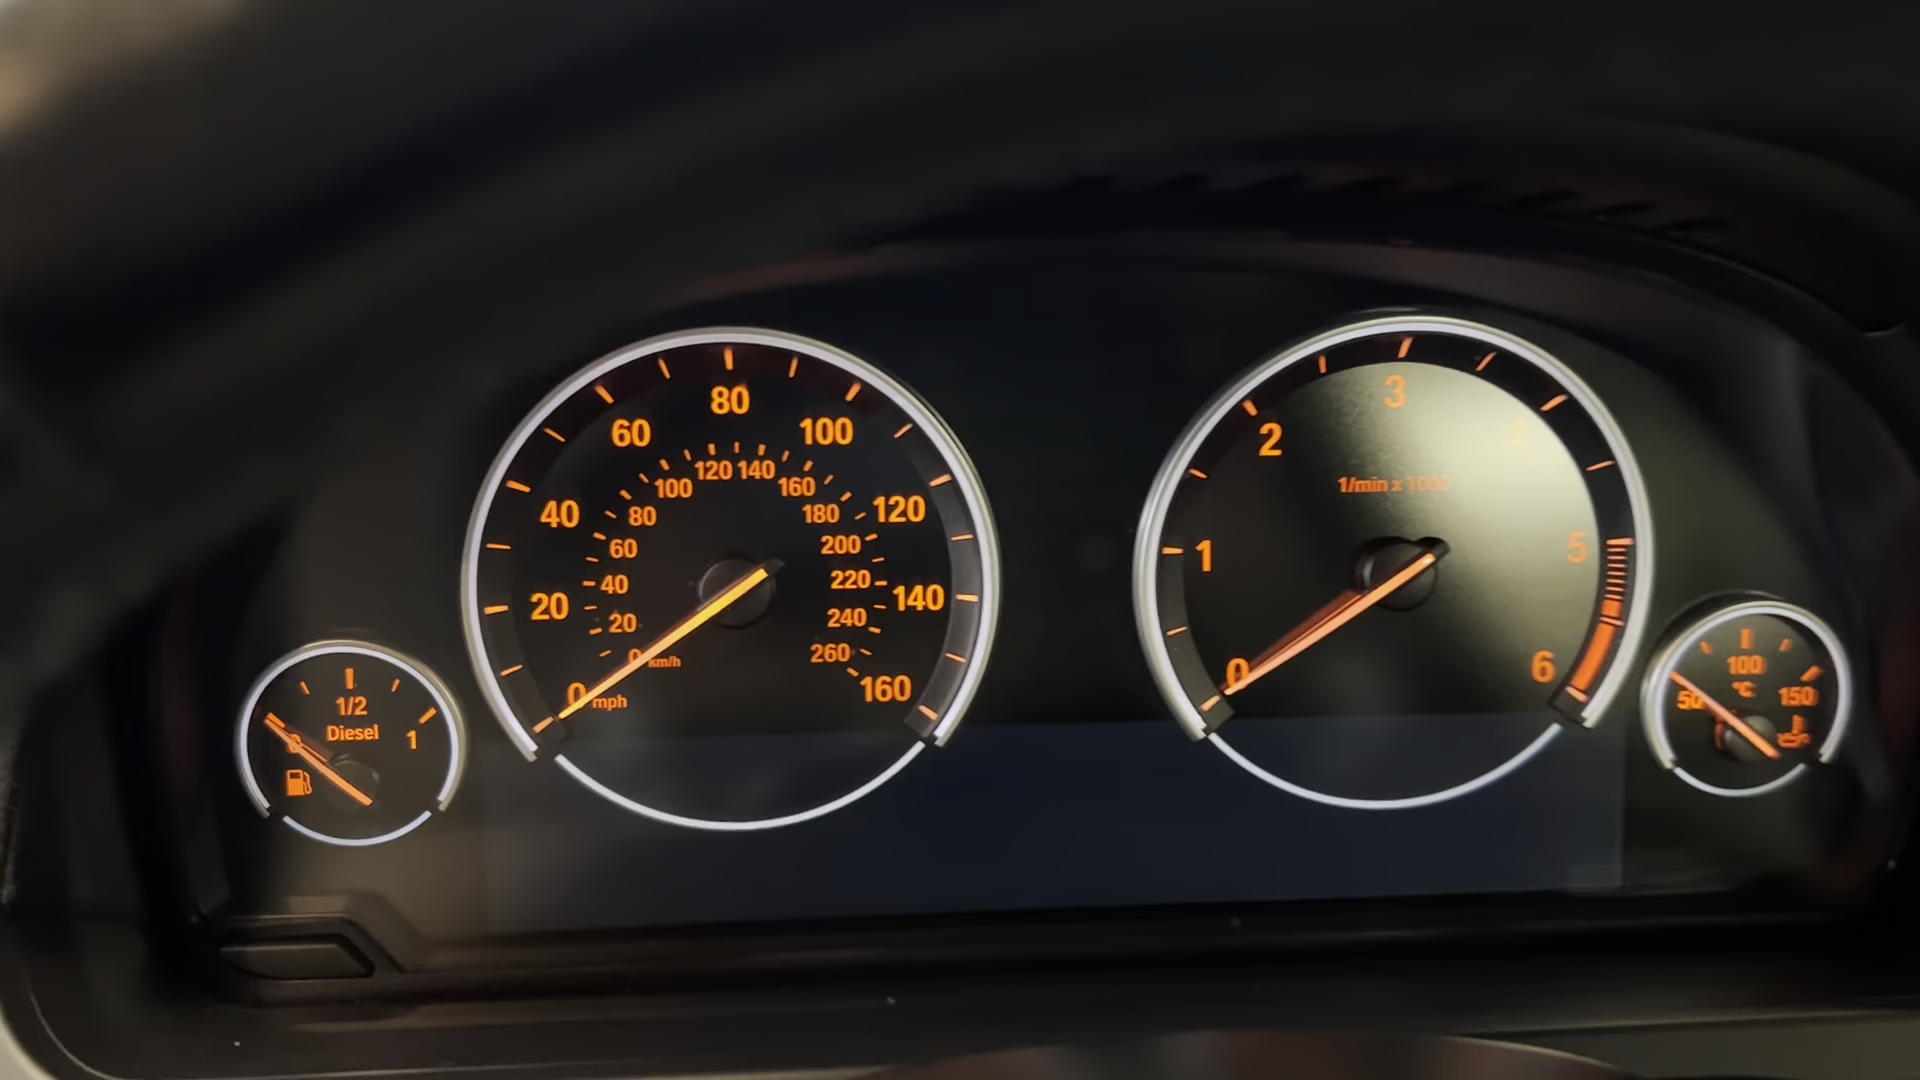 0 20 40 60 80 100 120 140 160
mph
0 20 40 60 80 100 120 140 160 180 200 220 240 260
km/h
0 1/2 1
Diesel
0 1 2 3 4 5 6
1/min x 1000
50 100 150
°C